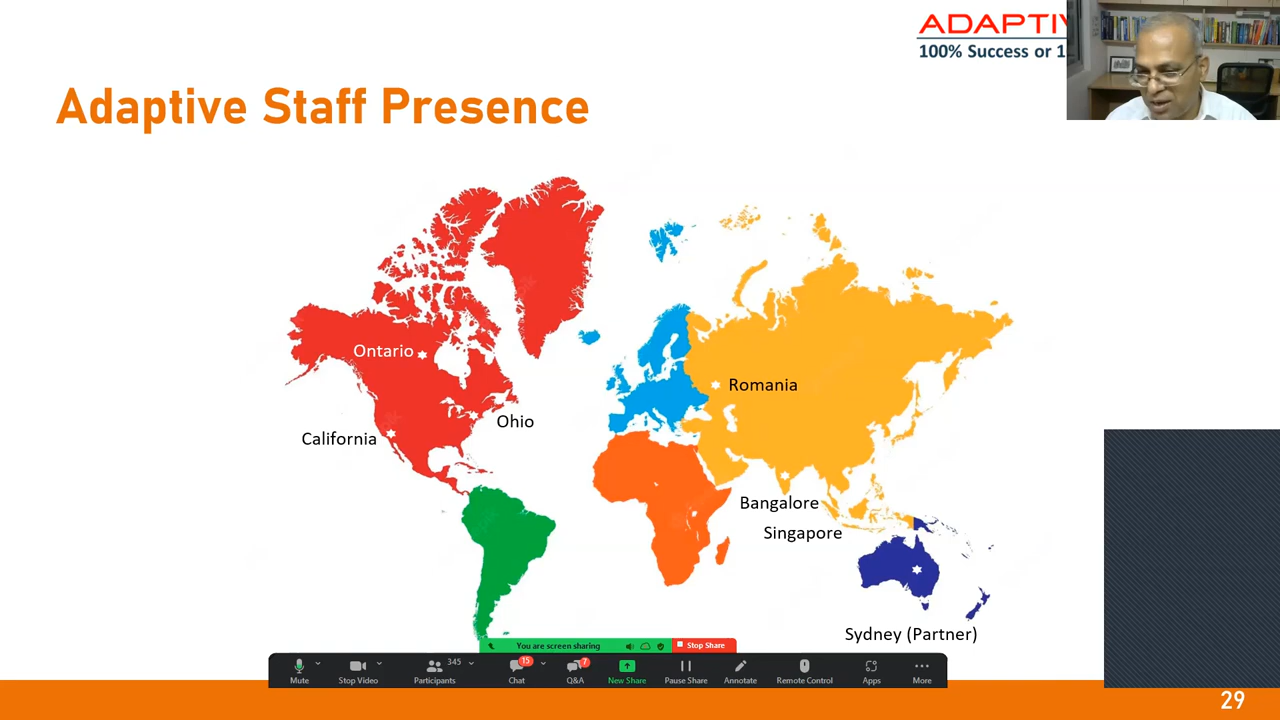 ADAPTIV
100% Success or 1
Adaptive Staff Presence
Ontario
Romania
Ohio
California
Bangalore
Singapore
Sydney (Partner)
You are screen sharing
Stop Share
345
15
7
Mute
Stop Video
Participants
Chat
Q&A
New Share
Pause Share
Annotate
Remote Control
Apps
More
29